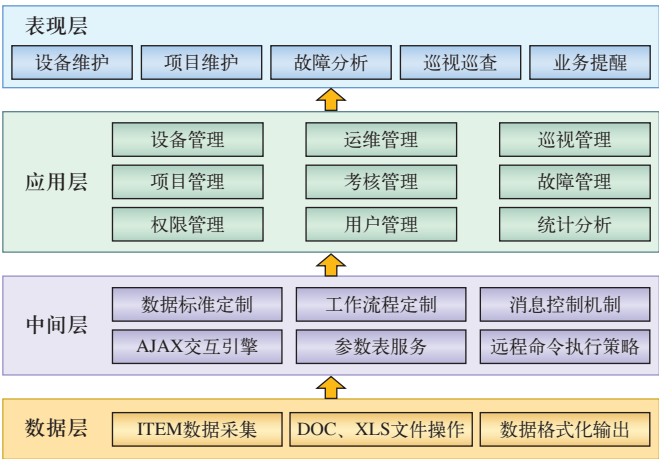 表现层
设备维护 项目维护 故障分析 巡视巡查 业务提醒
设备管理 运维管理 巡视管理
应用层 项目管理 考核管理 故障管理
权限管理 用户管理 统计分析
数据标准定制 工作流程定制 消息控制机制
中间层
AJAX交互引擎 参数表服务 远程命令执行策略
数据层 ITEM数据采集 DOC、XLS文件操作 数据格式化输出